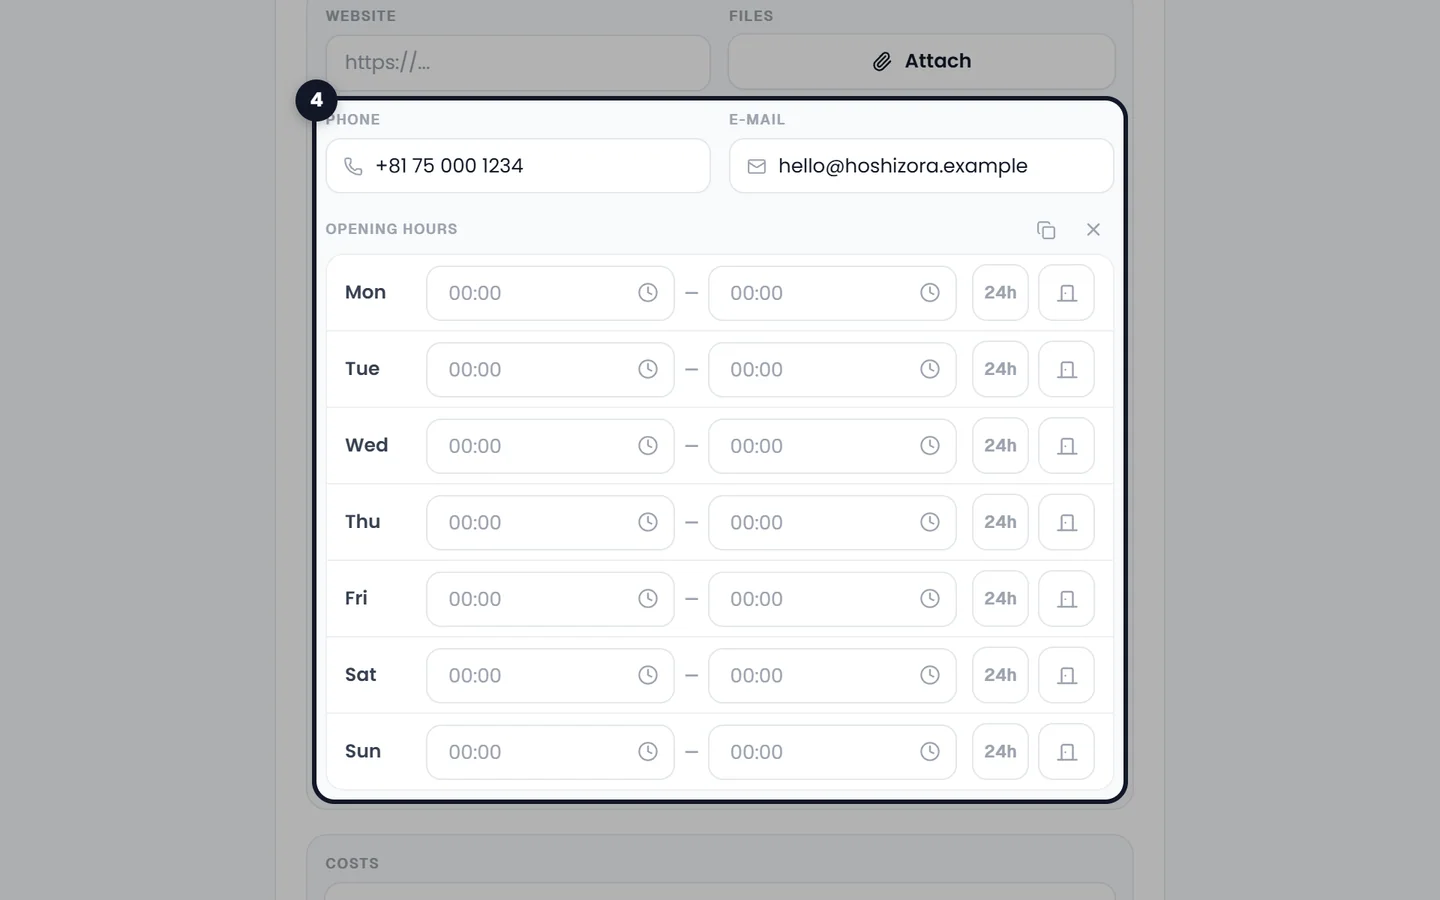 WEBSITE
FILES
https://...
Attach
4
PHONE
E-MAIL
+81 75 000 1234
hello@hoshizora.example
OPENING HOURS
Mon 00:00 – 00:00 24h
Tue 00:00 – 00:00 24h
Wed 00:00 – 00:00 24h
Thu 00:00 – 00:00 24h
Fri 00:00 – 00:00 24h
Sat 00:00 – 00:00 24h
Sun 00:00 – 00:00 24h
COSTS